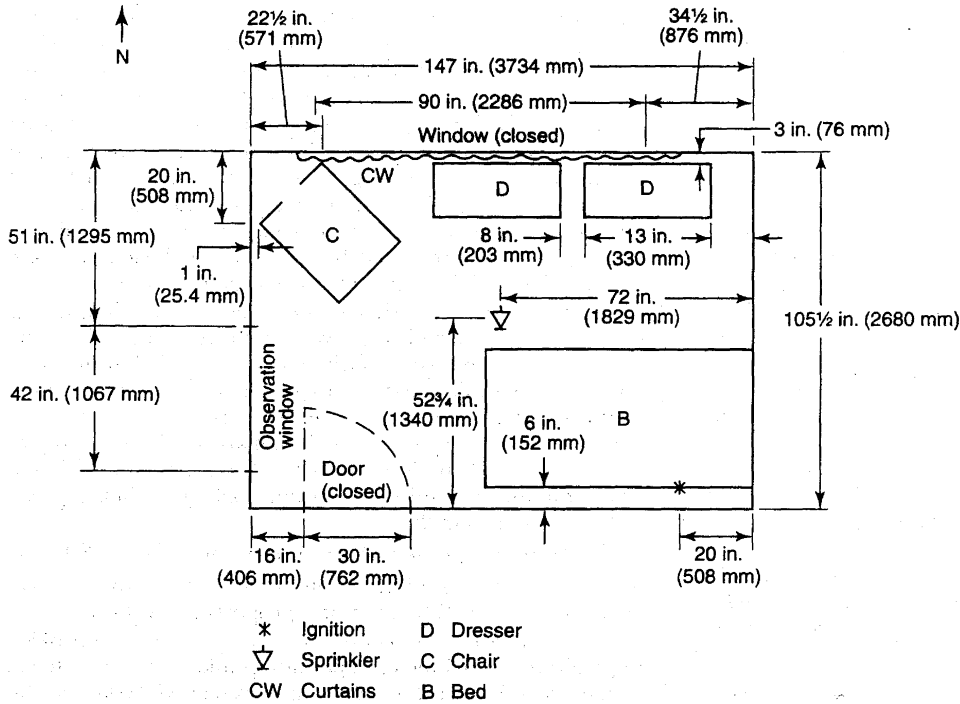 N
22½ in.
(571 mm)
34½ in.
(876 mm)
147 in. (3734 mm)
90 in. (2286 mm)
Window (closed)
3 in. (76 mm)
20 in.
(508 mm)
CW
D
D
51 in. (1295 mm)
C
8 in.
(203 mm)
13 in.
(330 mm)
1 in.
(25.4 mm)
72 in.
(1829 mm)
105½ in. (2680 mm)
42 in. (1067 mm)
Observation
window
52¾ in.
(1340 mm)
6 in.
(152 mm)
B
Door
(closed)
16 in.
(406 mm)
30 in.
(762 mm)
20 in.
(508 mm)
Ignition
D Dresser
Sprinkler
C Chair
CW Curtains
B Bed